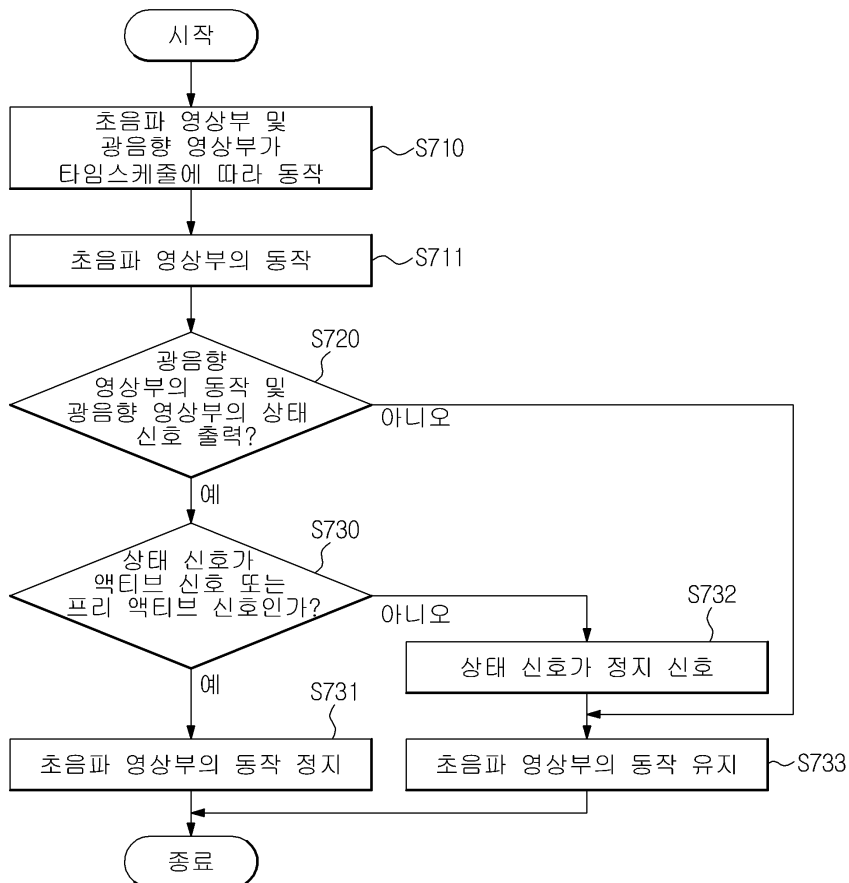 시작
초음파 영상부 및
광음향 영상부가
타임스케줄에 따라 동작
S710
초음파 영상부의 동작
S711
S720
광음향
영상부의 동작 및
광음향 영상부의 상태
신호 출력?
아니오
예
S730
상태 신호가
액티브 신호 또는
프리 액티브 신호인가?
아니오
예
S732
상태 신호가 정지 신호
S731
초음파 영상부의 동작 정지
초음파 영상부의 동작 유지
S733
종료